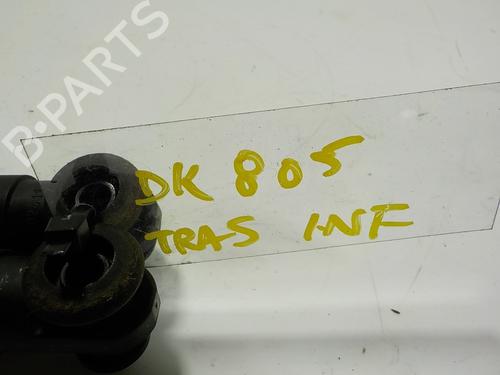 B-PARTS
DK 805
TRAS INF